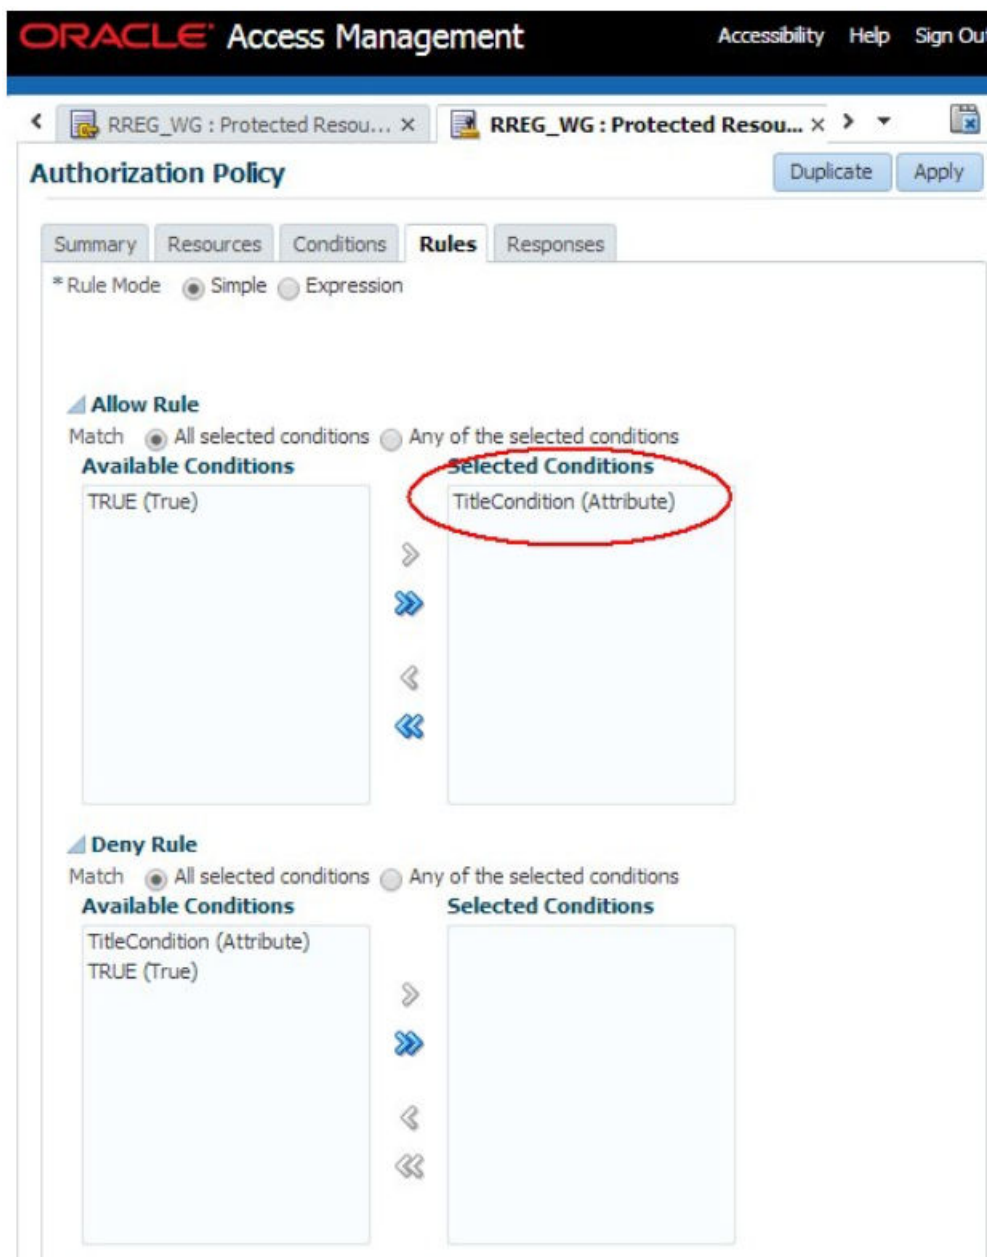 ORACLE Access Management Accessibility Help Sign Out
RREG_WG : Protected Resou... × RREG_WG : Protected Resou... ×
Authorization Policy Duplicate Apply
Summary Resources Conditions Rules Responses
* Rule Mode Simple Expression
Allow Rule
Match All selected conditions Any of the selected conditions
Available Conditions Selected Conditions
TRUE (True) TitleCondition (Attribute)
Deny Rule
Match All selected conditions Any of the selected conditions
Available Conditions Selected Conditions
TitleCondition (Attribute)
TRUE (True)